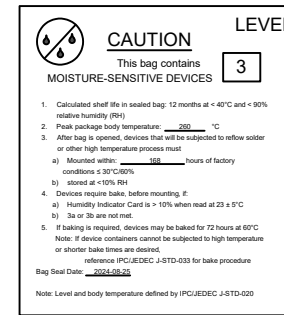 LEVEL
CAUTION
This bag contains
MOISTURE-SENSITIVE DEVICES
3
1. Calculated shelf life in sealed bag: 12 months at < 40°C and < 90%
relative humidity (RH)
2. Peak package body temperature: 260 °C
3. After bag is opened, devices that will be subjected to reflow solder
or other high temperature process must
a) Mounted within: 168 hours of factory
conditions ≤ 30°C/60%
b) stored at <10% RH
4. Devices require bake, before mounting, if:
a) Humidity Indicator Card is > 10% when read at 23 ± 5°C
b) 3a or 3b are not met.
5. If baking is required, devices may be baked for 72 hours at 60°C
Note: If device containers cannot be subjected to high temperature
or shorter bake times are desired,
reference IPC/JEDEC J-STD-033 for bake procedure
Bag Seal Date: 2024-08-25
Note: Level and body temperature defined by IPC/JEDEC J-STD-020